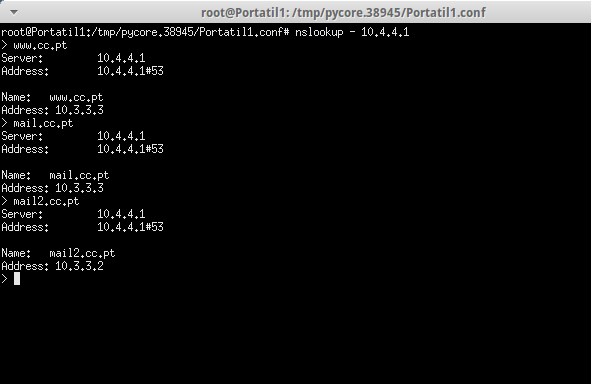 root@Portatil1: /tmp/pycore.38945/Portatil1.conf
root@Portatil1:/tmp/pycore.38945/Portatil1.conf# nslookup - 10.4.4.1
> www.cc.pt
Server:         10.4.4.1
Address:        10.4.4.1#53
Name:   www.cc.pt
Address: 10.3.3.3
> mail.cc.pt
Server:         10.4.4.1
Address:        10.4.4.1#53
Name:   mail.cc.pt
Address: 10.3.3.3
> mail2.cc.pt
Server:         10.4.4.1
Address:        10.4.4.1#53
Name:   mail2.cc.pt
Address: 10.3.3.2
>